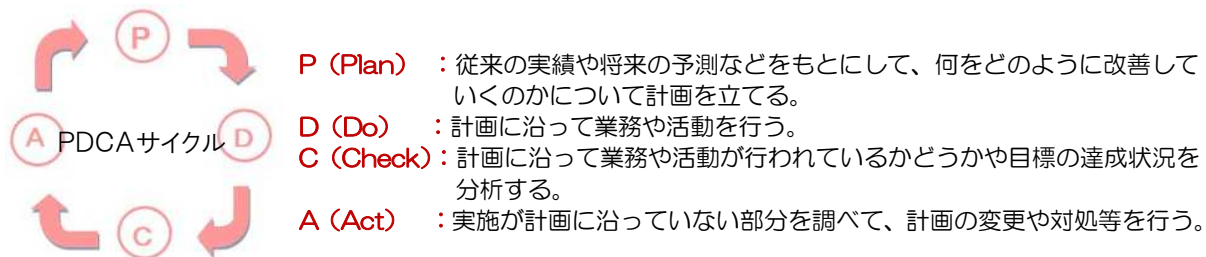 P
A PDCAサイクル D
C
P（Plan）　：従来の実績や将来の予測などをもとにして、何をどのように改善して
いくのかについて計画を立てる。
D（Do）　：計画に沿って業務や活動を行う。
C（Check）：計画に沿って業務や活動が行われているかどうかや目標の達成状況を
分析する。
A（Act）　：実施が計画に沿っていない部分を調べて、計画の変更や対処等を行う。